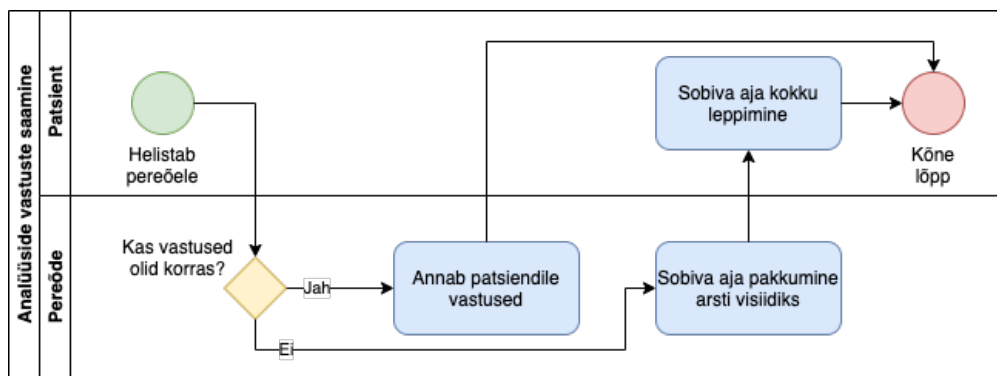 Analüüside vastuste saamine
Patsient
Helistab
pereõele
Sobiva aja kokku
leppimine
Kõne
lõpp
Pereõde
Kas vastused
olid korras?
Jah
Annab patsiendile
vastused
Sobiva aja pakkumine
arsti visiidiks
Ei